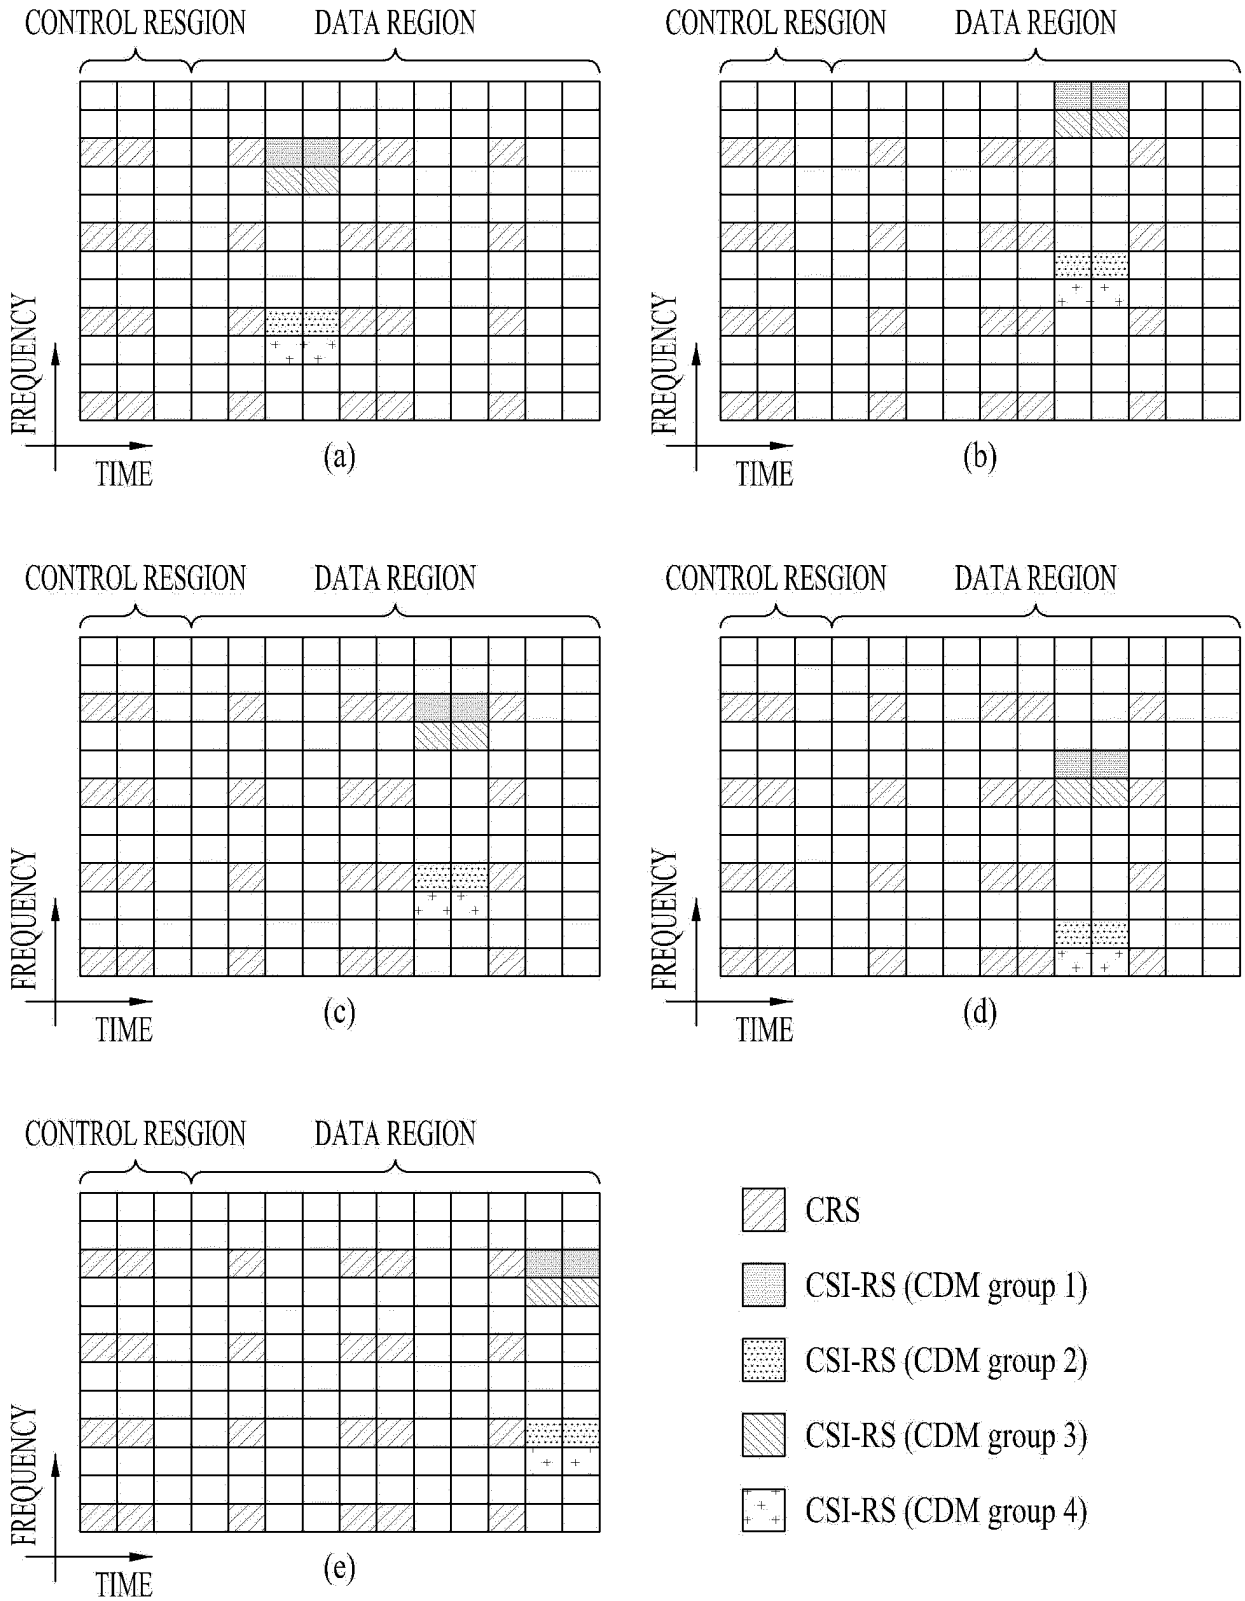 CONTROL RESGION DATA REGION
FREQUENCY
TIME
(a)
CONTROL RESGION DATA REGION
FREQUENCY
TIME
(b)
CONTROL RESGION DATA REGION
FREQUENCY
TIME
(c)
CONTROL RESGION DATA REGION
FREQUENCY
TIME
(d)
CONTROL RESGION DATA REGION
FREQUENCY
TIME
(e)
CRS
CSI-RS (CDM group 1)
CSI-RS (CDM group 2)
CSI-RS (CDM group 3)
CSI-RS (CDM group 4)